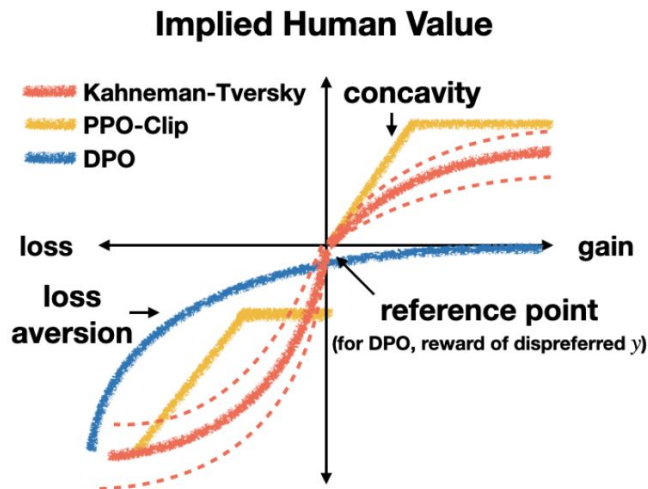 Implied Human Value
Kahneman-Tversky
PPO-Clip
DPO
concavity
loss
gain
loss
aversion
reference point
(for DPO, reward of dispreferred y)